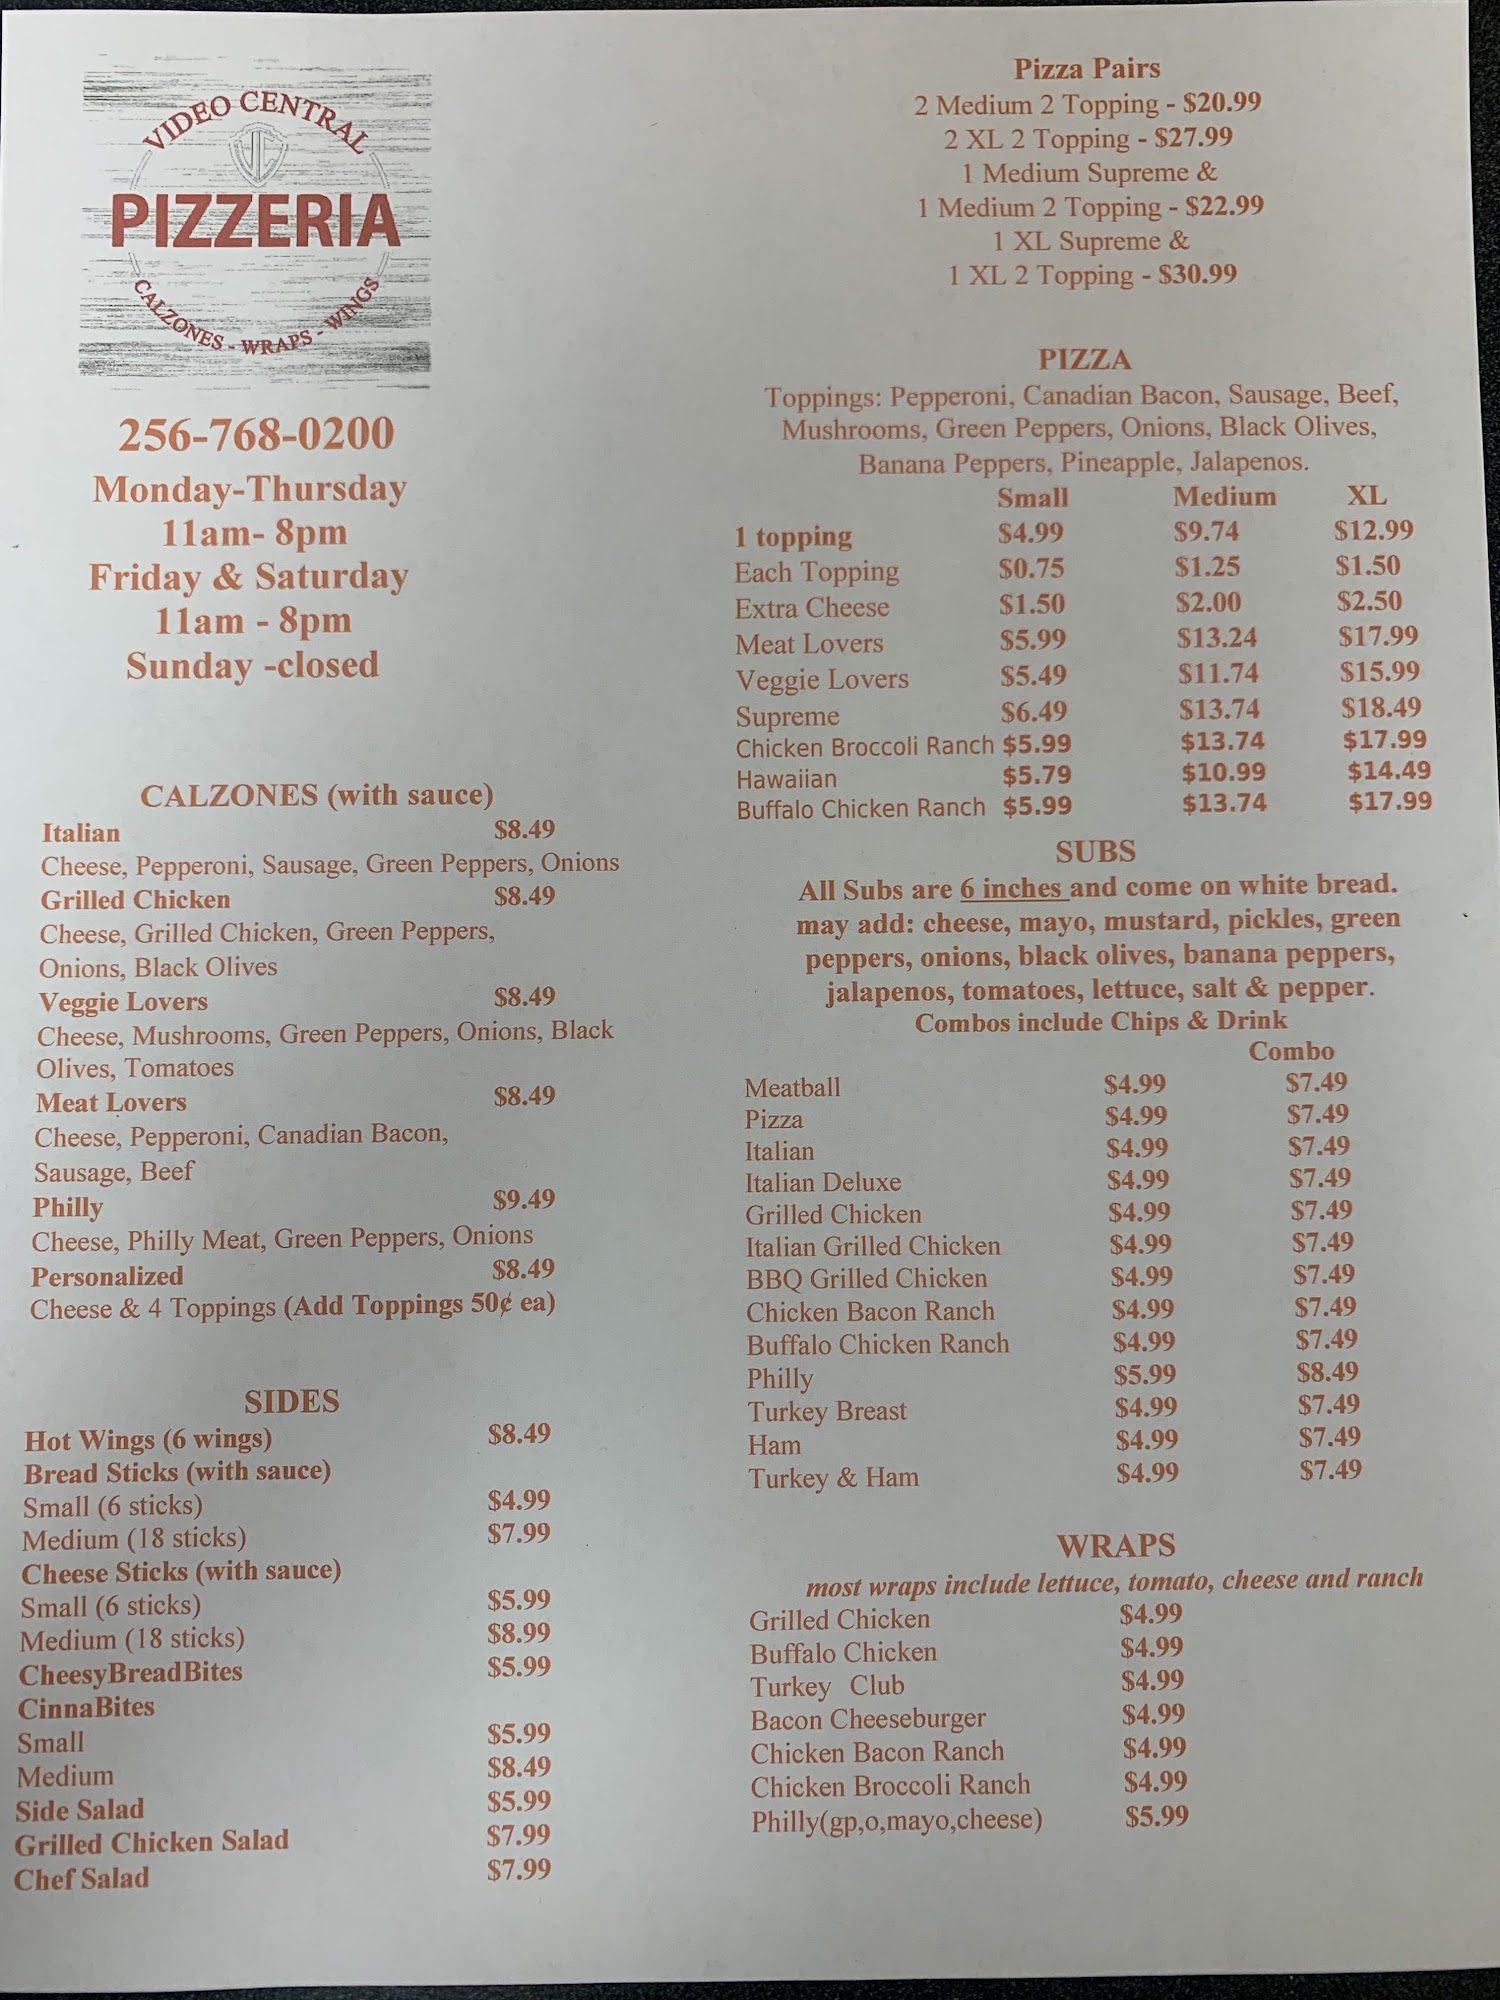 VIDEO CENTRAL
VC
PIZZERIA
CALZONES - WRAPS - WINGS
256-768-0200
Monday-Thursday
11am- 8pm
Friday & Saturday
11am - 8pm
Sunday -closed
CALZONES (with sauce)
Italian $8.49
Cheese, Pepperoni, Sausage, Green Peppers, Onions
Grilled Chicken $8.49
Cheese, Grilled Chicken, Green Peppers,
Onions, Black Olives
Veggie Lovers $8.49
Cheese, Mushrooms, Green Peppers, Onions, Black
Olives, Tomatoes
Meat Lovers $8.49
Cheese, Pepperoni, Canadian Bacon,
Sausage, Beef
Philly $9.49
Cheese, Philly Meat, Green Peppers, Onions
Personalized $8.49
Cheese & 4 Toppings (Add Toppings 50¢ ea)
SIDES
Hot Wings (6 wings) $8.49
Bread Sticks (with sauce)
Small (6 sticks) $4.99
Medium (18 sticks) $7.99
Cheese Sticks (with sauce)
Small (6 sticks) $5.99
Medium (18 sticks) $8.99
CheesyBreadBites $5.99
CinnaBites
Small $5.99
Medium $8.49
Side Salad $5.99
Grilled Chicken Salad $7.99
Chef Salad $7.99
Pizza Pairs
2 Medium 2 Topping - $20.99
2 XL 2 Topping - $27.99
1 Medium Supreme &
1 Medium 2 Topping - $22.99
1 XL Supreme &
1 XL 2 Topping - $30.99
PIZZA
Toppings: Pepperoni, Canadian Bacon, Sausage, Beef,
Mushrooms, Green Peppers, Onions, Black Olives,
Banana Peppers, Pineapple, Jalapenos.
Small Medium XL
1 topping $4.99 $9.74 $12.99
Each Topping $0.75 $1.25 $1.50
Extra Cheese $1.50 $2.00 $2.50
Meat Lovers $5.99 $13.24 $17.99
Veggie Lovers $5.49 $11.74 $15.99
Supreme $6.49 $13.74 $18.49
Chicken Broccoli Ranch $5.99 $13.74 $17.99
Hawaiian $5.79 $10.99 $14.49
Buffalo Chicken Ranch $5.99 $13.74 $17.99
SUBS
All Subs are 6 inches and come on white bread.
may add: cheese, mayo, mustard, pickles, green
peppers, onions, black olives, banana peppers,
jalapenos, tomatoes, lettuce, salt & pepper.
Combos include Chips & Drink
Combo
Meatball $4.99 $7.49
Pizza $4.99 $7.49
Italian $4.99 $7.49
Italian Deluxe $4.99 $7.49
Grilled Chicken $4.99 $7.49
Italian Grilled Chicken $4.99 $7.49
BBQ Grilled Chicken $4.99 $7.49
Chicken Bacon Ranch $4.99 $7.49
Buffalo Chicken Ranch $4.99 $7.49
Philly $5.99 $8.49
Turkey Breast $4.99 $7.49
Ham $4.99 $7.49
Turkey & Ham $4.99 $7.49
WRAPS
most wraps include lettuce, tomato, cheese and ranch
Grilled Chicken $4.99
Buffalo Chicken $4.99
Turkey Club $4.99
Bacon Cheeseburger $4.99
Chicken Bacon Ranch $4.99
Chicken Broccoli Ranch $4.99
Philly(gp,o,mayo,cheese) $5.99